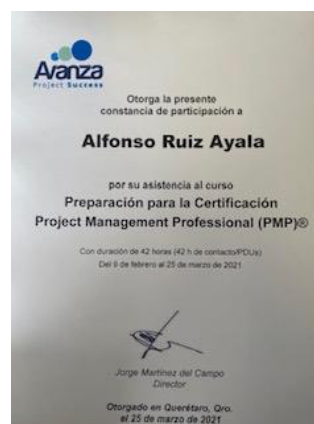 Avanza
Project Success
Otorga la presente
constancia de participación a
Alfonso Ruiz Ayala
por su asistencia al curso
Preparación para la Certificación
Project Management Professional (PMP)®
Con duración de 42 horas (42 h de contacto/PDUs)
Del 9 de febrero al 25 de marzo de 2021
Jorge Martínez del Campo
Director
Otorgado en Querétaro, Qro.
el 25 de marzo de 2021